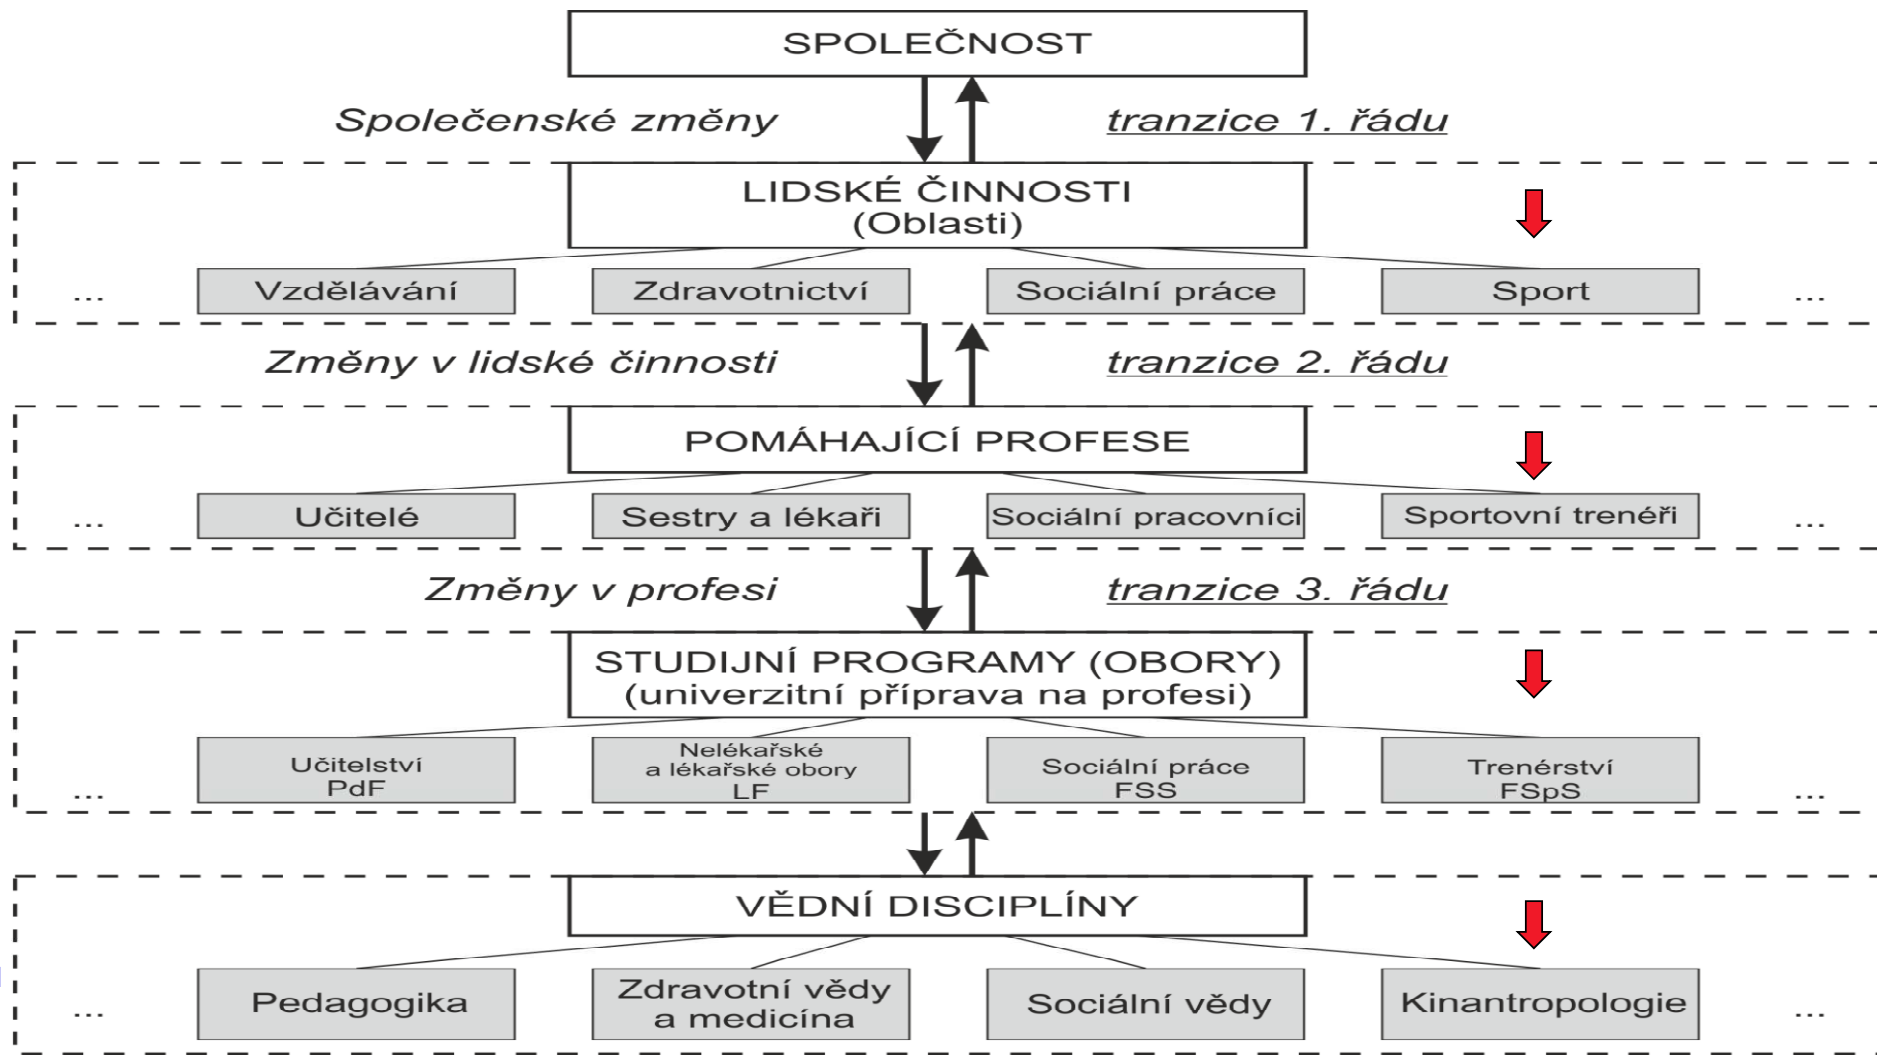 SPOLEČNOST
Společenské změny
tranzice 1. řádu
LIDSKÉ ČINNOSTI
(Oblasti)
...
Vzdělávání
Zdravotnictví
Sociální práce
Sport
...
Změny v lidské činnosti
tranzice 2. řádu
POMÁHAJÍCÍ PROFESE
...
Učitelé
Sestry a lékaři
Sociální pracovníci
Sportovní trenéři
...
Změny v profesi
tranzice 3. řádu
STUDIJNÍ PROGRAMY (OBORY)
(univerzitní příprava na profesi)
...
Učitelství
PdF
Nelékařské
a lékařské obory
LF
Sociální práce
FSS
Trenérství
FSpS
...
VĚDNÍ DISCIPLÍNY
...
Pedagogika
Zdravotní vědy
a medicína
Sociální vědy
Kinantropologie
...